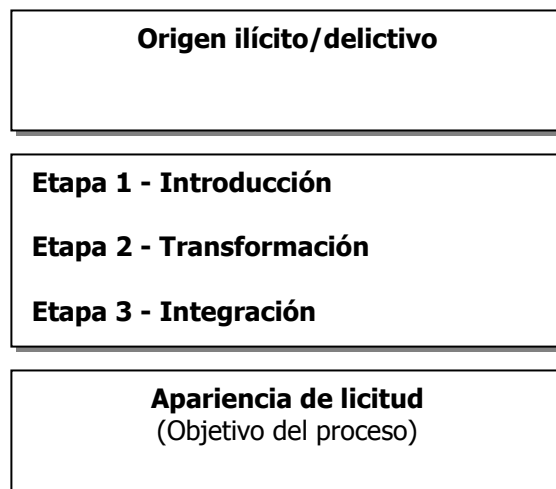 Origen ilícito/delictivo
Etapa 1 - Introducción
Etapa 2 - Transformación
Etapa 3 - Integración
Apariencia de licitud
(Objetivo del proceso)